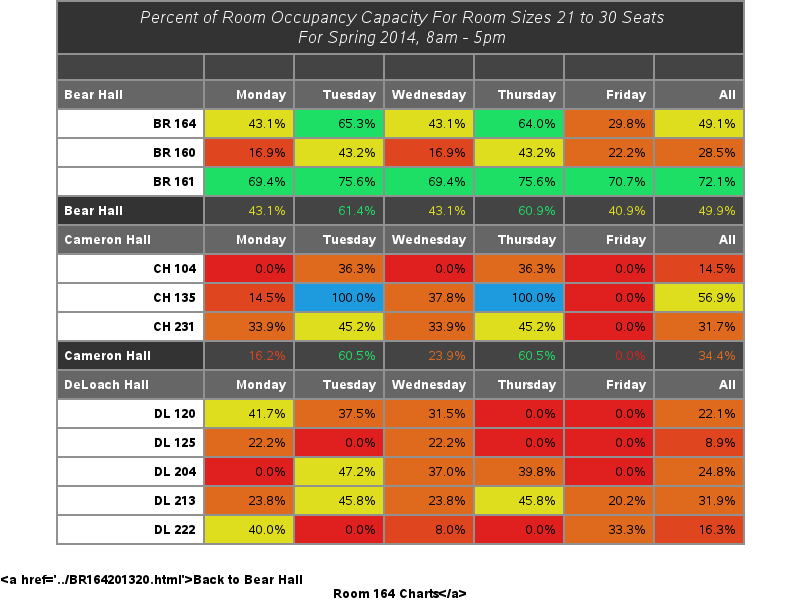 Percent of Room Occupancy Capacity For Room Sizes 21 to 30 Seats
For Spring 2014, 8am - 5pm
Bear Hall Monday Tuesday Wednesday Thursday Friday All
BR 164 43.1% 65.3% 43.1% 64.0% 29.8% 49.1%
BR 160 16.9% 43.2% 16.9% 43.2% 22.2% 28.5%
BR 161 69.4% 75.6% 69.4% 75.6% 70.7% 72.1%
Bear Hall 43.1% 61.4% 43.1% 60.9% 40.9% 49.9%
Cameron Hall Monday Tuesday Wednesday Thursday Friday All
CH 104 0.0% 36.3% 0.0% 36.3% 0.0% 14.5%
CH 135 14.5% 100.0% 37.8% 100.0% 0.0% 56.9%
CH 231 33.9% 45.2% 33.9% 45.2% 0.0% 31.7%
Cameron Hall 16.2% 60.5% 23.9% 60.5% 0.0% 34.4%
DeLoach Hall Monday Tuesday Wednesday Thursday Friday All
DL 120 41.7% 37.5% 31.5% 0.0% 0.0% 22.1%
DL 125 22.2% 0.0% 22.2% 0.0% 0.0% 8.9%
DL 204 0.0% 47.2% 37.0% 39.8% 0.0% 24.8%
DL 213 23.8% 45.8% 23.8% 45.8% 20.2% 31.9%
DL 222 40.0% 0.0% 8.0% 0.0% 33.3% 16.3%
<a href='../BR164201320.html'>Back to Bear Hall
Room 164 Charts</a>